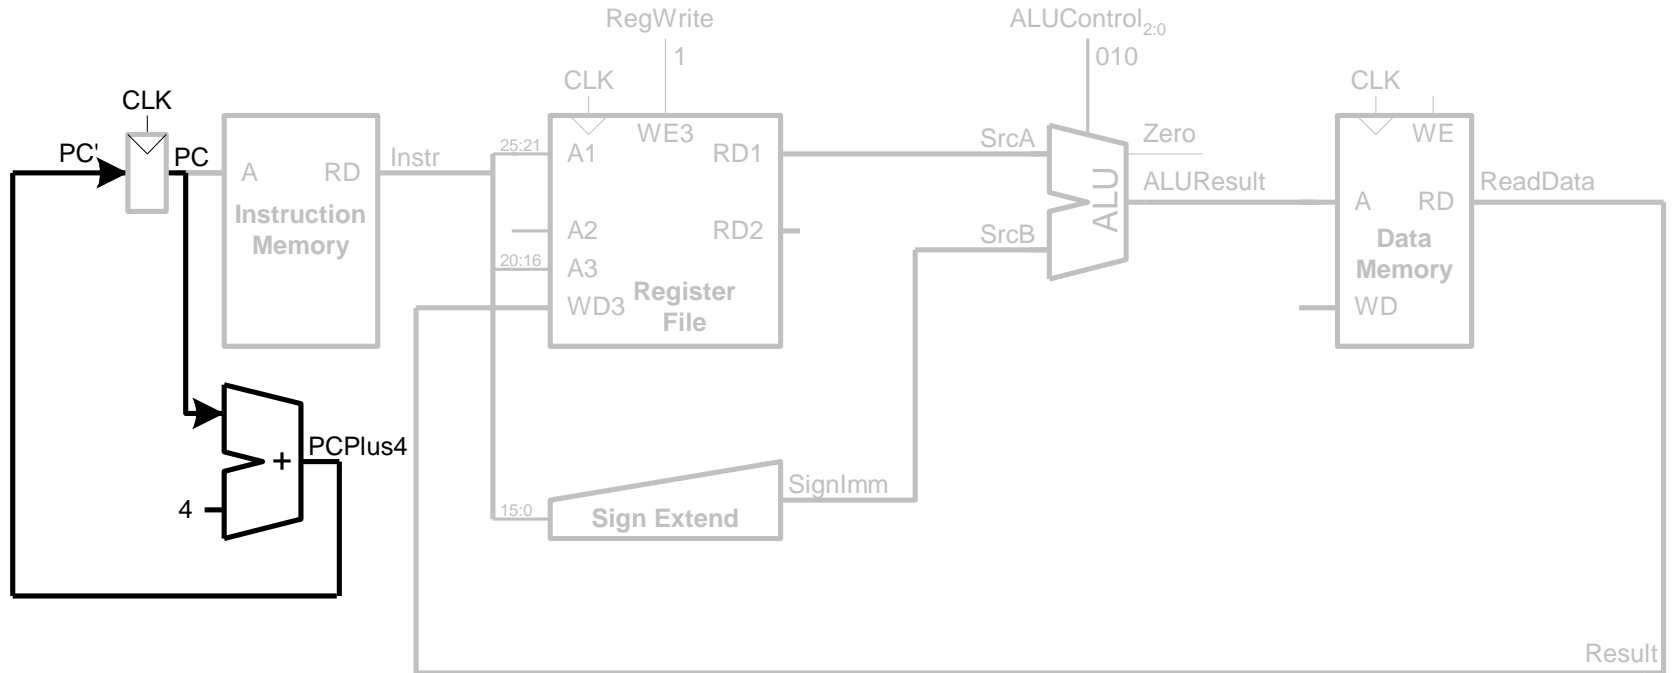 RegWrite
ALUControl2:0
1
010
CLK
CLK
CLK
WE3
WE
Zero
PC'
PC
A
RD
Instr
25:21
A1
RD1
SrcA
ALU
ALUResult
A
RD
ReadData
Instruction
Memory
A2
RD2
SrcB
Data
Memory
20:16
A3
WD3
Register
File
WD
PCPlus4
+
4
SignImm
15:0
Sign Extend
Result